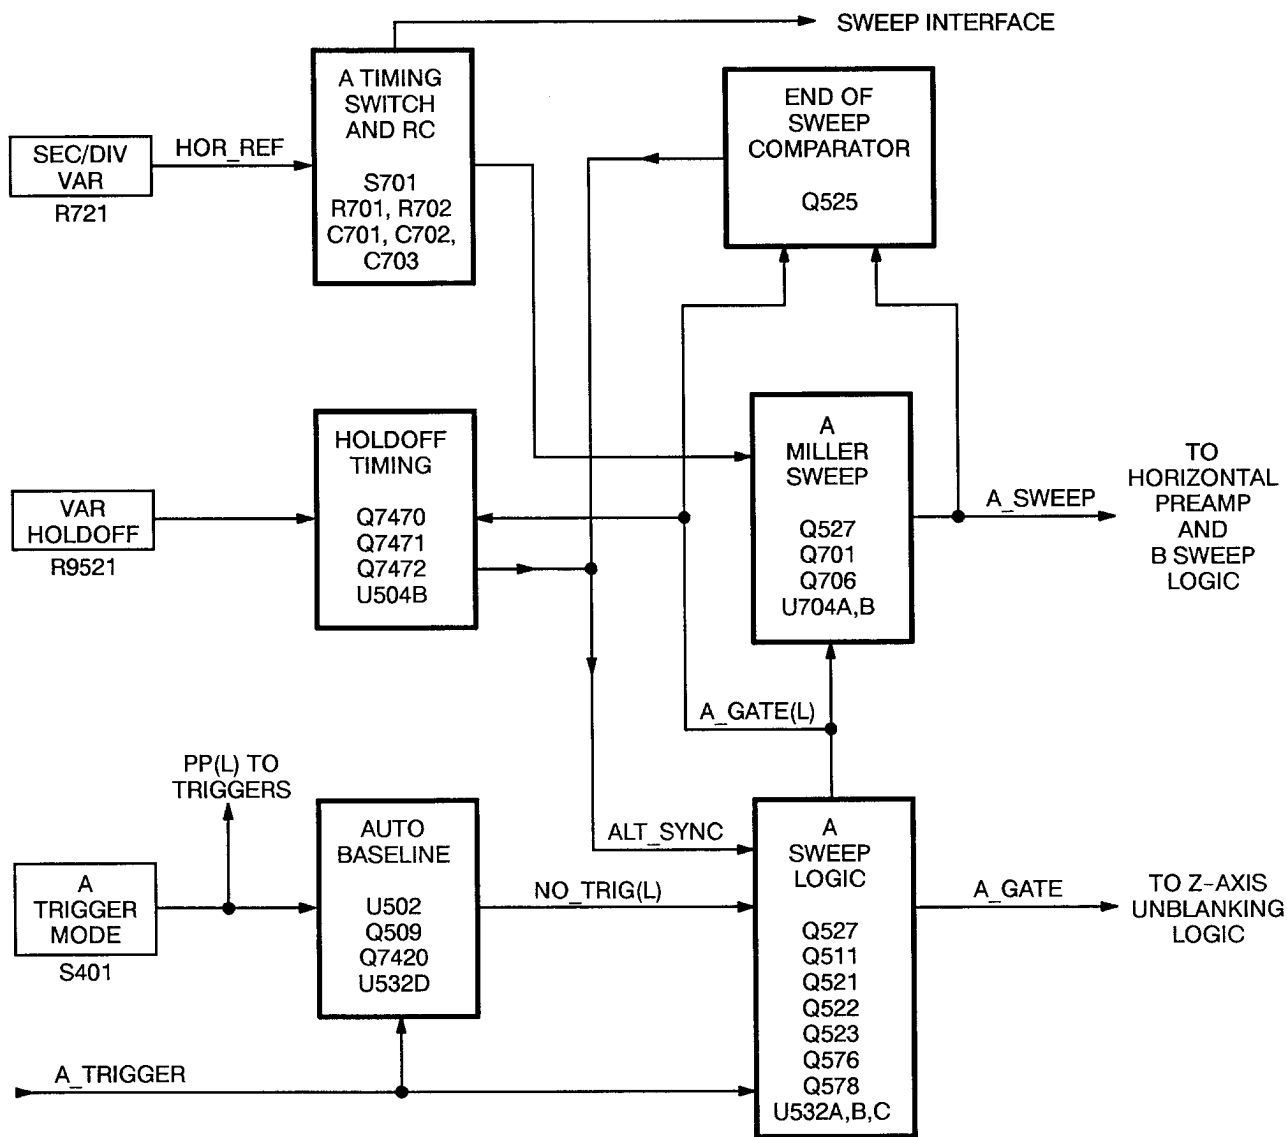 SWEEP INTERFACE
A TIMING
SWITCH
AND RC
S701
R701, R702
C701, C702,
C703
END OF
SWEEP
COMPARATOR
Q525
HOR_REF
SEC/DIV
VAR
R721
HOLDOFF
TIMING
Q7470
Q7471
Q7472
U504B
VAR
HOLDOFF
R9521
A
MILLER
SWEEP
Q527
Q701
Q706
U704A,B
A_SWEEP
TO
HORIZONTAL
PREAMP
AND
B SWEEP
LOGIC
A_GATE(L)
PP(L) TO
TRIGGERS
A
TRIGGER
MODE
S401
AUTO
BASELINE
U502
Q509
Q7420
U532D
ALT_SYNC
NO_TRIG(L)
A
SWEEP
LOGIC
Q527
Q511
Q521
Q522
Q523
Q576
Q578
U532A,B,C
A_GATE
TO Z-AXIS
UNBLANKING
LOGIC
A_TRIGGER